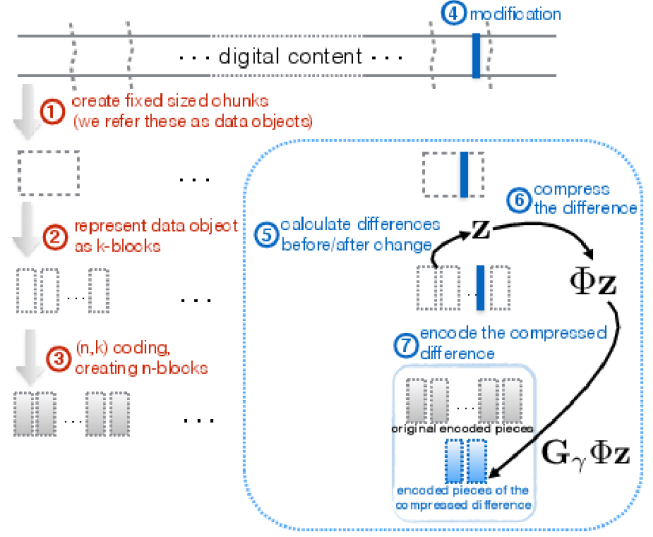 ④ modification
··· digital content ···
① create fixed sized chunks
(we refer these as data objects)
...
② represent data object
as k-blocks
⑤ calculate differences
before/after change
z
⑥ compress
the difference
Φz
... ... ...
③ (n,k) coding,
creating n-blocks
⑦ encode the compressed
difference
... ... ...
original encoded pieces
G_γΦz
encoded pieces of the
compressed difference